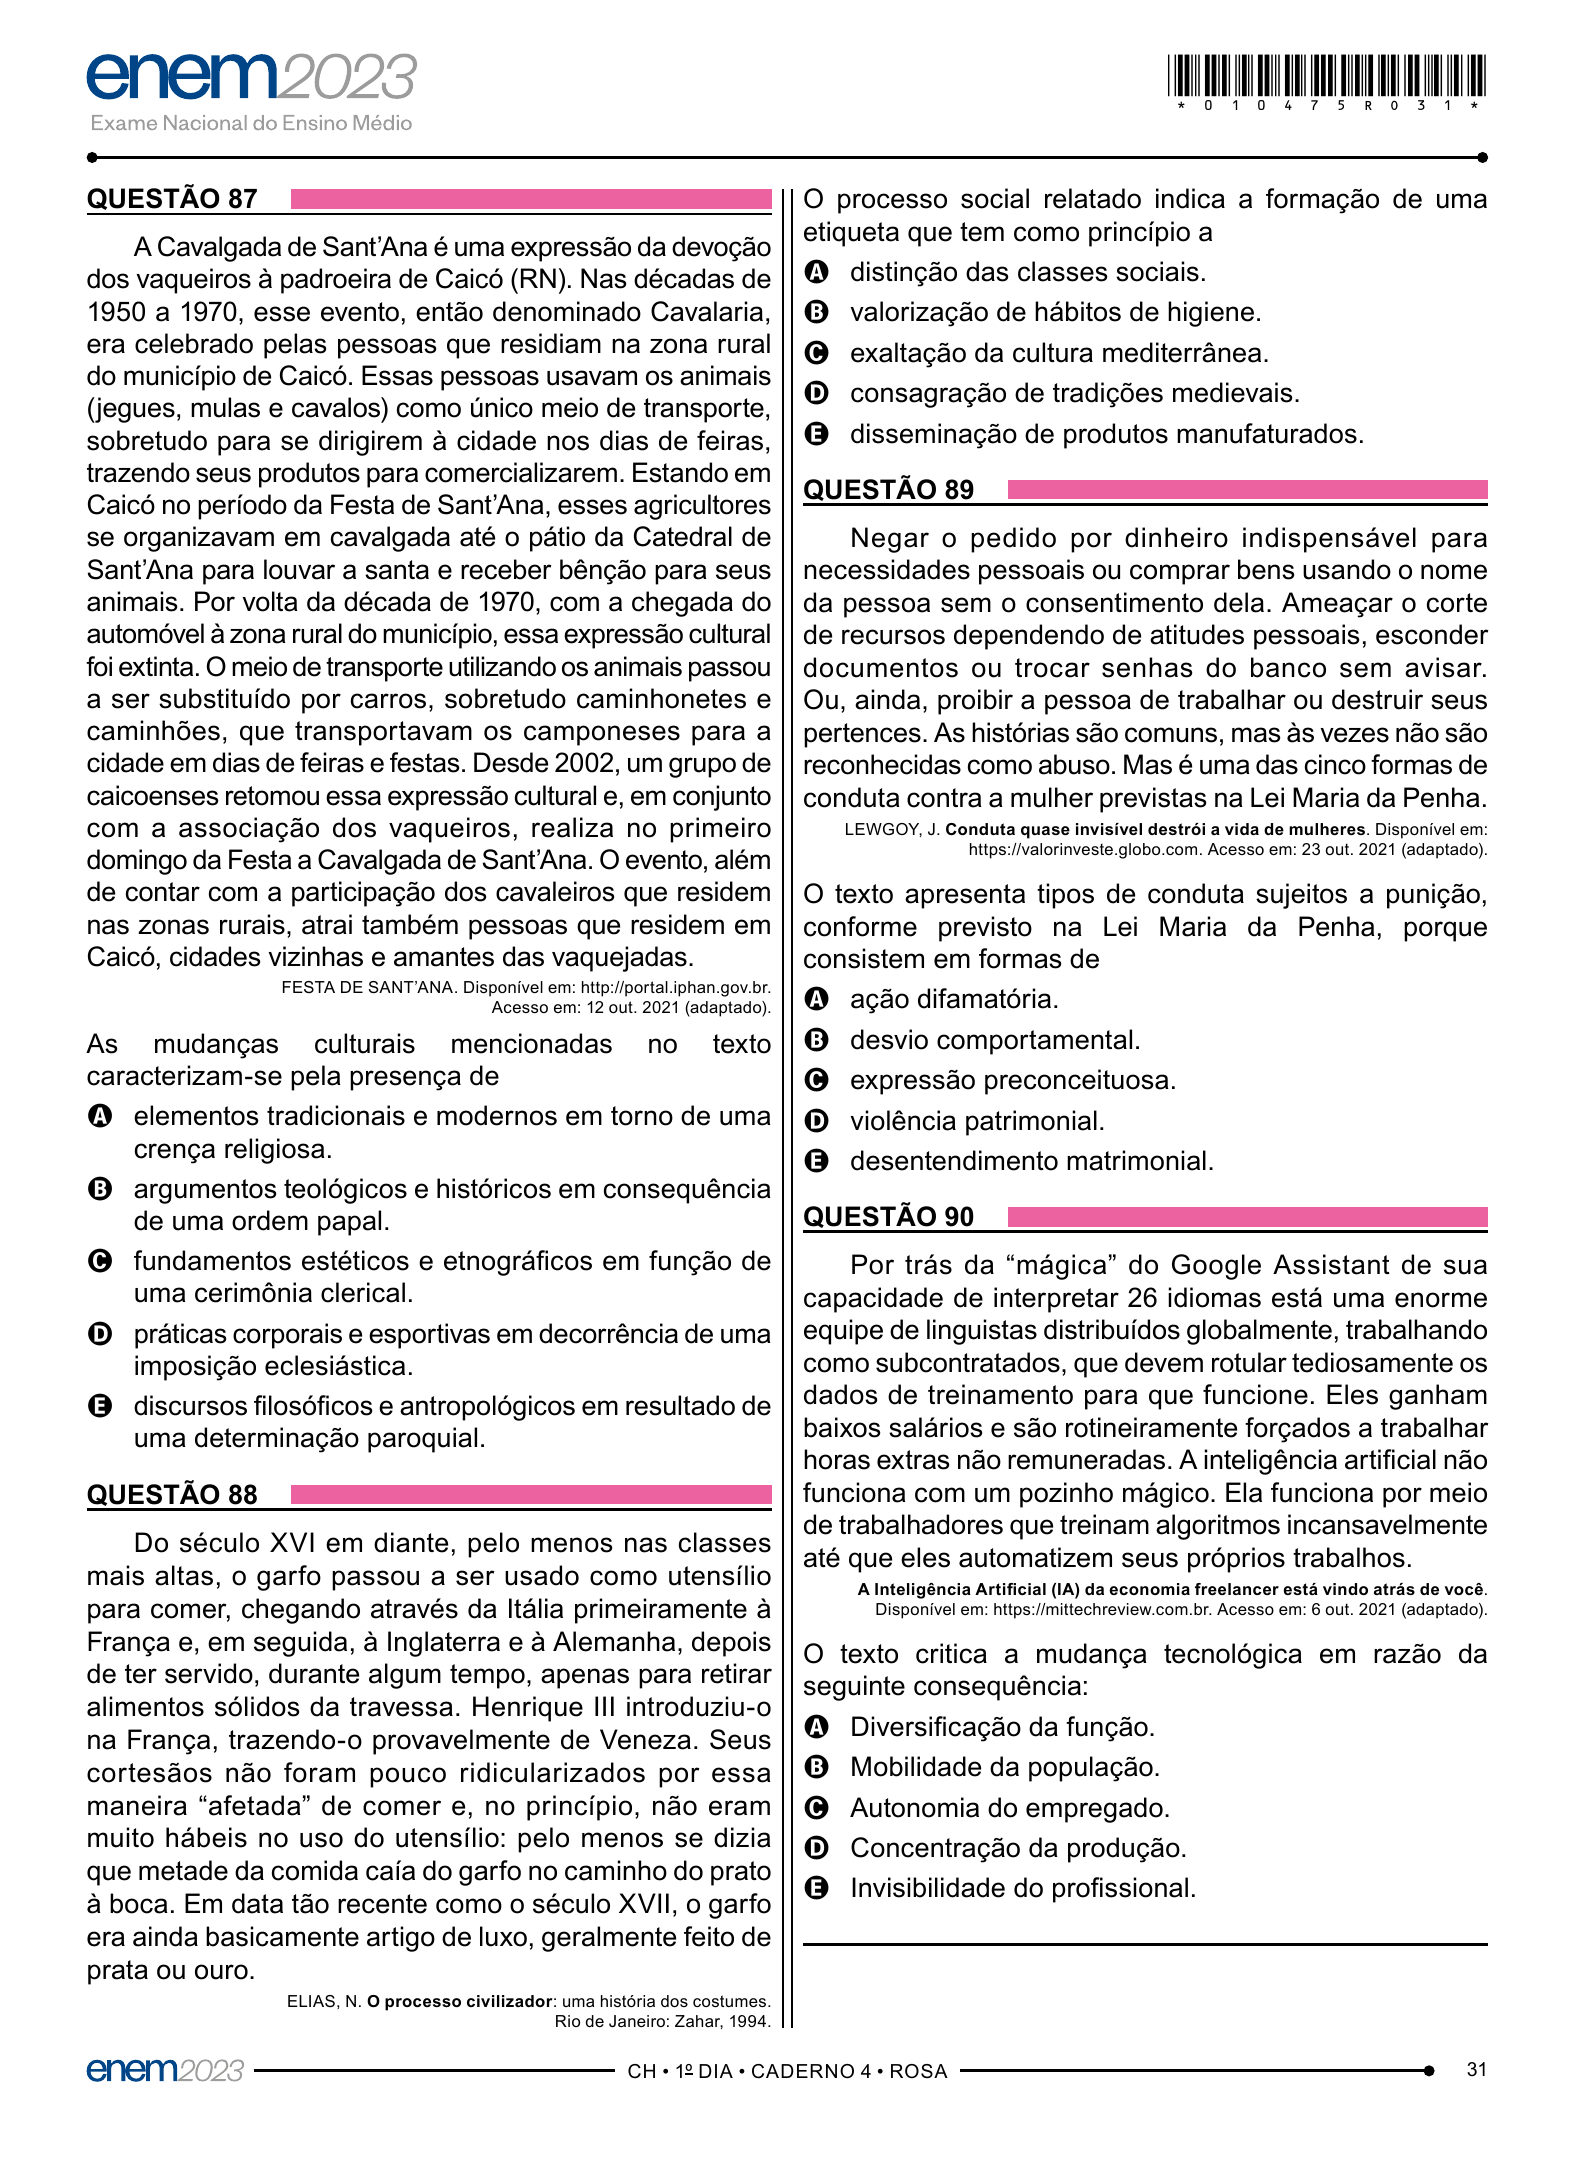 enem2023
Exame Nacional do Ensino Médio
*010475R031*
QUESTÃO 87
A Cavalgada de Sant’Ana é uma expressão da devoção
dos vaqueiros à padroeira de Caicó (RN). Nas décadas de
1950 a 1970, esse evento, então denominado Cavalaria,
era celebrado pelas pessoas que residiam na zona rural
do município de Caicó. Essas pessoas usavam os animais
(jegues, mulas e cavalos) como único meio de transporte,
sobretudo para se dirigirem à cidade nos dias de feiras,
trazendo seus produtos para comercializarem. Estando em
Caicó no período da Festa de Sant’Ana, esses agricultores
se organizavam em cavalgada até o pátio da Catedral de
Sant’Ana para louvar a santa e receber bênção para seus
animais. Por volta da década de 1970, com a chegada do
automóvel à zona rural do município, essa expressão cultural
foi extinta. O meio de transporte utilizando os animais passou
a ser substituído por carros, sobretudo caminhonetes e
caminhões, que transportavam os camponeses para a
cidade em dias de feiras e festas. Desde 2002, um grupo de
caicoenses retomou essa expressão cultural e, em conjunto
com a associação dos vaqueiros, realiza no primeiro
domingo da Festa a Cavalgada de Sant’Ana. O evento, além
de contar com a participação dos cavaleiros que residem
nas zonas rurais, atrai também pessoas que residem em
Caicó, cidades vizinhas e amantes das vaquejadas.
FESTA DE SANT’ANA. Disponível em: http://portal.iphan.gov.br.
Acesso em: 12 out. 2021 (adaptado).
As mudanças culturais mencionadas no texto
caracterizam-se pela presença de
A elementos tradicionais e modernos em torno de uma
crença religiosa.
B argumentos teológicos e históricos em consequência
de uma ordem papal.
C fundamentos estéticos e etnográficos em função de
uma cerimônia clerical.
D práticas corporais e esportivas em decorrência de uma
imposição eclesiástica.
E discursos filosóficos e antropológicos em resultado de
uma determinação paroquial.
QUESTÃO 88
Do século XVI em diante, pelo menos nas classes
mais altas, o garfo passou a ser usado como utensílio
para comer, chegando através da Itália primeiramente à
França e, em seguida, à Inglaterra e à Alemanha, depois
de ter servido, durante algum tempo, apenas para retirar
alimentos sólidos da travessa. Henrique III introduziu-o
na França, trazendo-o provavelmente de Veneza. Seus
cortesãos não foram pouco ridicularizados por essa
maneira “afetada” de comer e, no princípio, não eram
muito hábeis no uso do utensílio: pelo menos se dizia
que metade da comida caía do garfo no caminho do prato
à boca. Em data tão recente como o século XVII, o garfo
era ainda basicamente artigo de luxo, geralmente feito de
prata ou ouro.
ELIAS, N. O processo civilizador: uma história dos costumes.
Rio de Janeiro: Zahar, 1994.
O processo social relatado indica a formação de uma
etiqueta que tem como princípio a
A distinção das classes sociais.
B valorização de hábitos de higiene.
C exaltação da cultura mediterrânea.
D consagração de tradições medievais.
E disseminação de produtos manufaturados.
QUESTÃO 89
Negar o pedido por dinheiro indispensável para
necessidades pessoais ou comprar bens usando o nome
da pessoa sem o consentimento dela. Ameaçar o corte
de recursos dependendo de atitudes pessoais, esconder
documentos ou trocar senhas do banco sem avisar.
Ou, ainda, proibir a pessoa de trabalhar ou destruir seus
pertences. As histórias são comuns, mas às vezes não são
reconhecidas como abuso. Mas é uma das cinco formas de
conduta contra a mulher previstas na Lei Maria da Penha.
LEWGOY, J. Conduta quase invisível destrói a vida de mulheres. Disponível em:
https://valorinveste.globo.com. Acesso em: 23 out. 2021 (adaptado).
O texto apresenta tipos de conduta sujeitos a punição,
conforme previsto na Lei Maria da Penha, porque
consistem em formas de
A ação difamatória.
B desvio comportamental.
C expressão preconceituosa.
D violência patrimonial.
E desentendimento matrimonial.
QUESTÃO 90
Por trás da “mágica” do Google Assistant de sua
capacidade de interpretar 26 idiomas está uma enorme
equipe de linguistas distribuídos globalmente, trabalhando
como subcontratados, que devem rotular tediosamente os
dados de treinamento para que funcione. Eles ganham
baixos salários e são rotineiramente forçados a trabalhar
horas extras não remuneradas. A inteligência artificial não
funciona com um pozinho mágico. Ela funciona por meio
de trabalhadores que treinam algoritmos incansavelmente
até que eles automatizem seus próprios trabalhos.
A Inteligência Artificial (IA) da economia freelancer está vindo atrás de você.
Disponível em: https://mittechreview.com.br. Acesso em: 6 out. 2021 (adaptado).
O texto critica a mudança tecnológica em razão da
seguinte consequência:
A Diversificação da função.
B Mobilidade da população.
C Autonomia do empregado.
D Concentração da produção.
E Invisibilidade do profissional.
enem2023
CH • 1º DIA • CADERNO 4 • ROSA
31